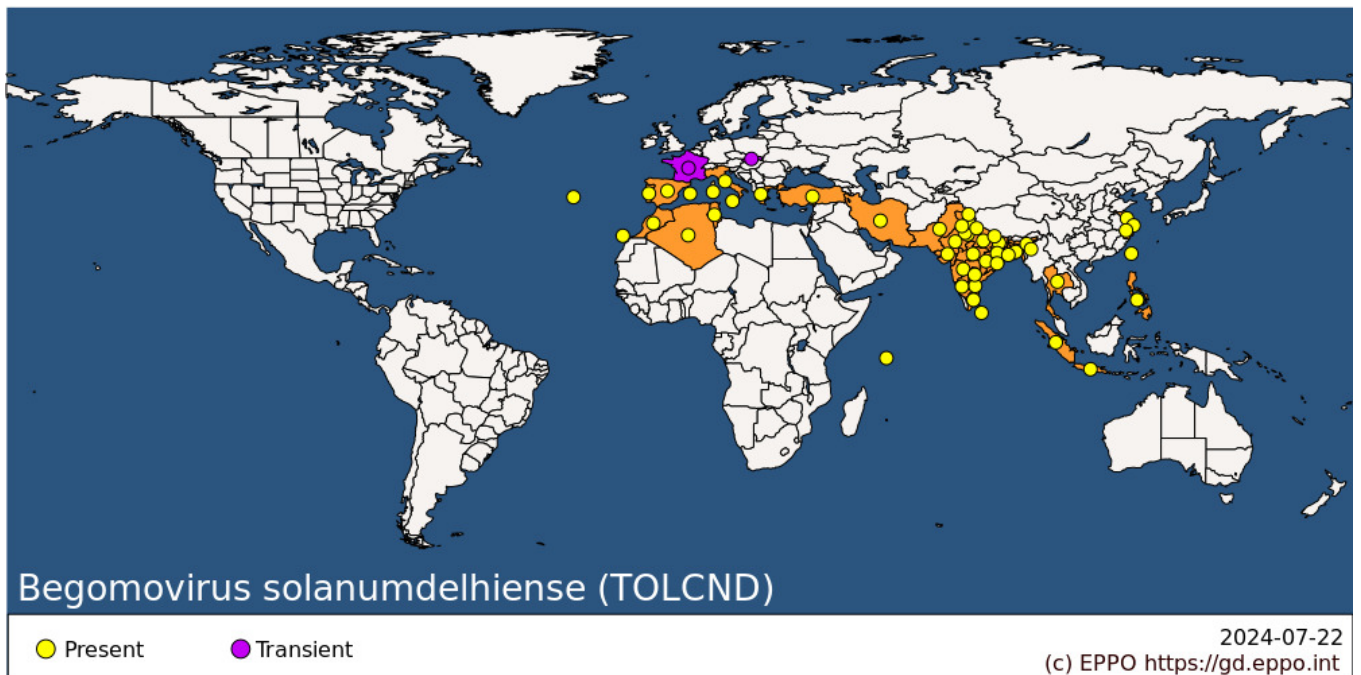 Begomovirus solanumdelhiense (TOLCND)
Present
Transient
2024-07-22
(c) EPPO https://gd.eppo.int